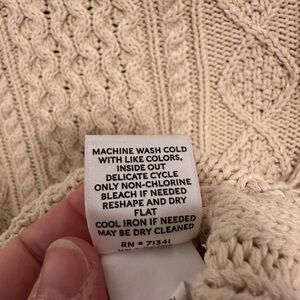 MACHINE WASH COLD
WITH LIKE COLORS,
INSIDE OUT
DELICATE CYCLE
ONLY NON-CHLORINE
BLEACH IF NEEDED
RESHAPE AND DRY
FLAT
COOL IRON IF NEEDED
MAY BE DRY CLEANED
RN # 71341